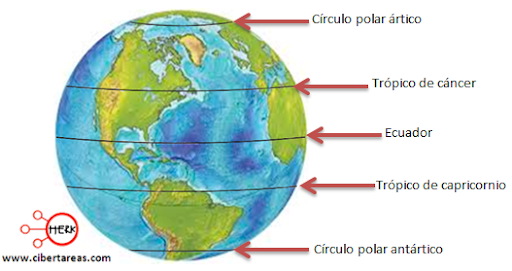 Círculo polar ártico
Trópico de cáncer
Ecuador
Trópico de capricornio
HERK
Círculo polar antártico
www.cibertareas.com